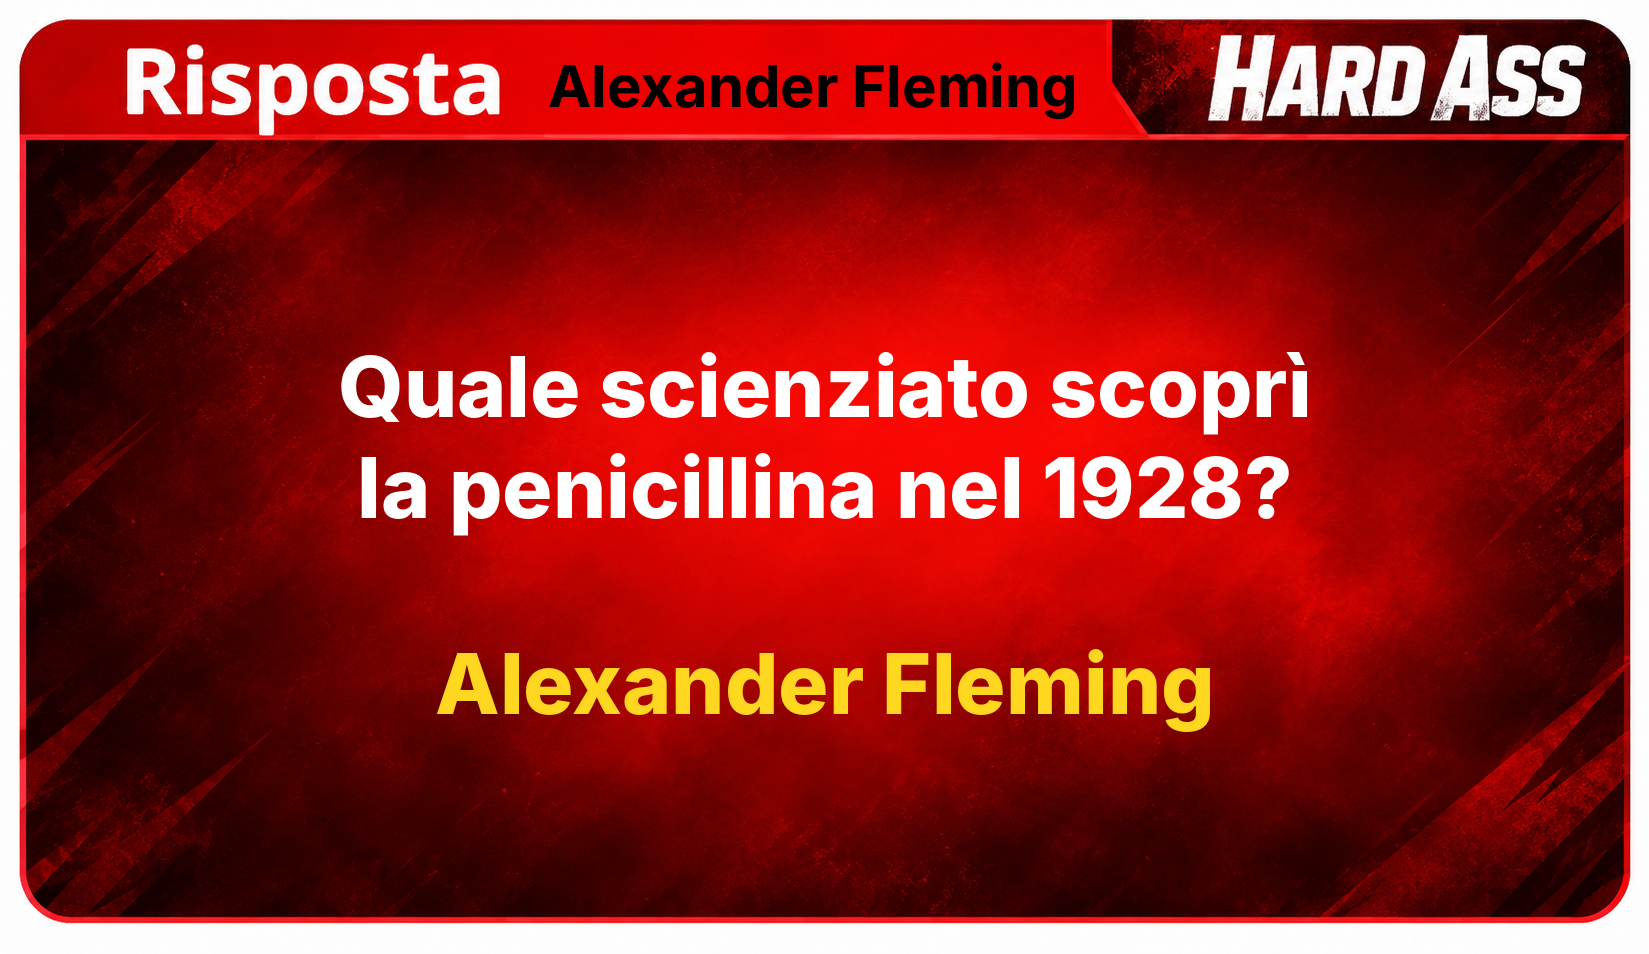 Risposta Alexander Fleming HARD ASS
Quale scienziato scoprì
la penicillina nel 1928?
Alexander Fleming